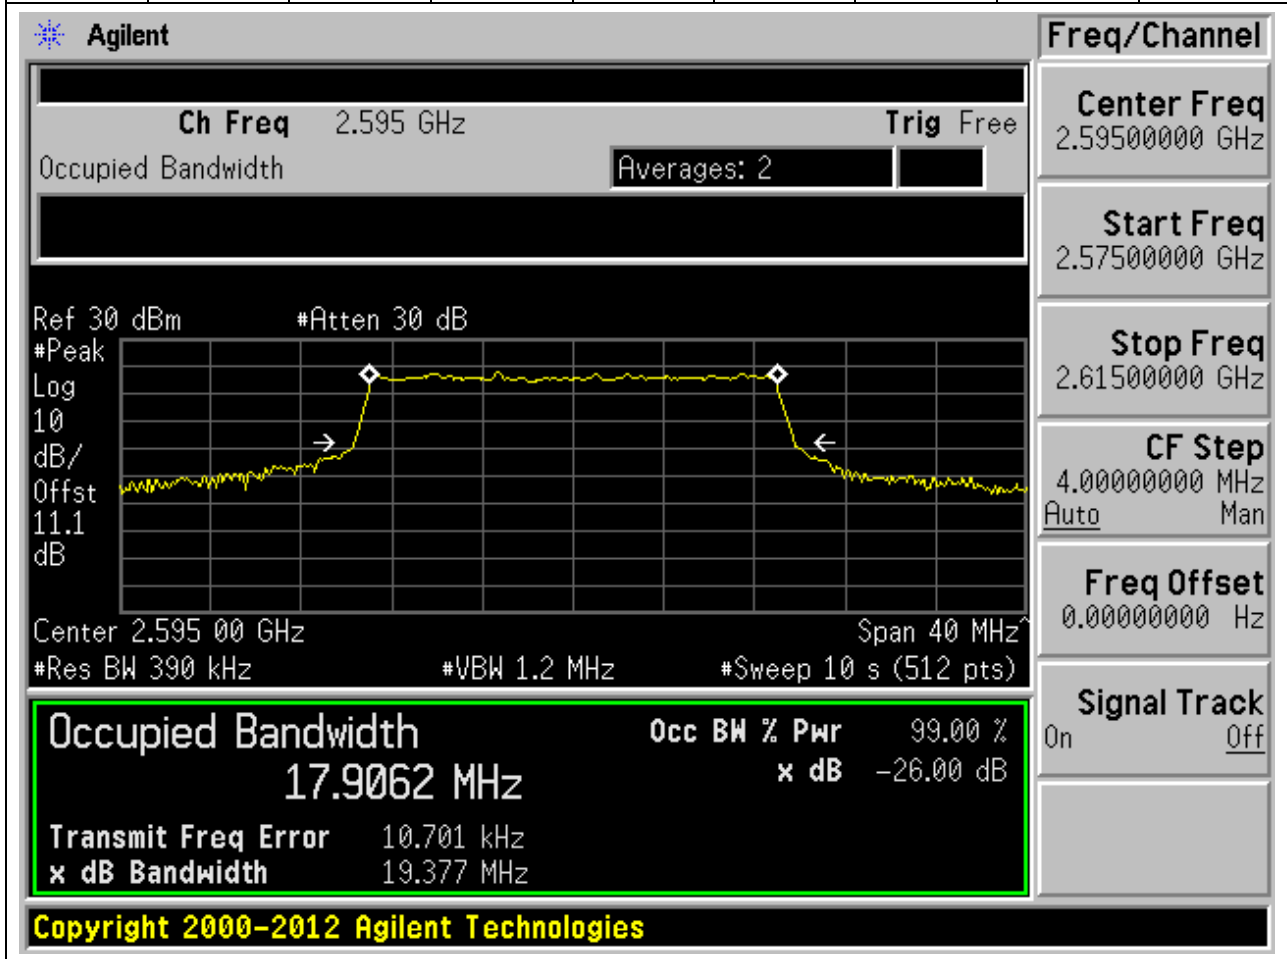 Agilent
Freq/Channel
Ch Freq 2.595 GHz Trig Free
Occupied Bandwidth Averages: 2
Center Freq
2.59500000 GHz
Start Freq
2.57500000 GHz
Stop Freq
2.61500000 GHz
CF Step
4.00000000 MHz
Auto Man
Freq Offset
0.00000000 Hz
Signal Track
On Off
Ref 30 dBm #Atten 30 dB
#Peak
Log
10
dB/
Offst
11.1
dB
Center 2.595 00 GHz Span 40 MHz^
#Res BW 390 kHz #VBW 1.2 MHz #Sweep 10 s (512 pts)
Occupied Bandwidth Occ BW % Pwr 99.00 %
17.9062 MHz x dB -26.00 dB
Transmit Freq Error 10.701 kHz
x dB Bandwidth 19.377 MHz
Copyright 2000-2012 Agilent Technologies